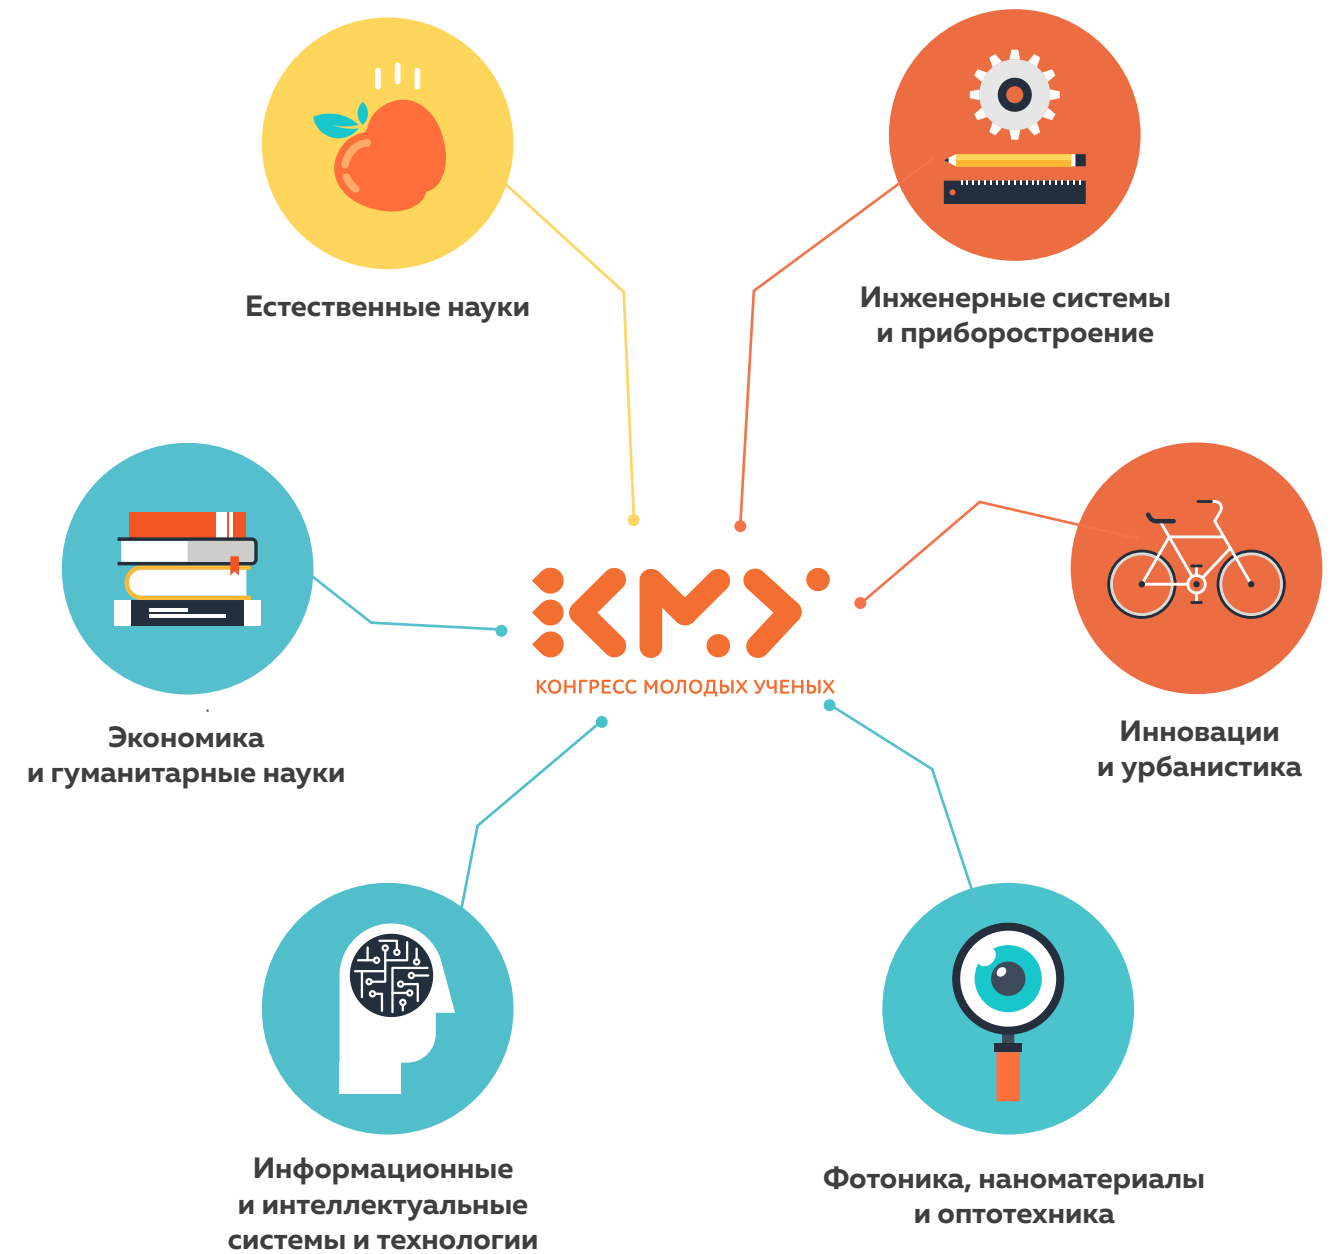 Естественные науки
Инженерные системы
и приборостроение
КМУ
КОНГРЕСС МОЛОДЫХ УЧЕНЫХ
Экономика
и гуманитарные науки
Инновации
и урбанистика
Информационные
и интеллектуальные
системы и технологии
Фотоника, наноматериалы
и оптотехника